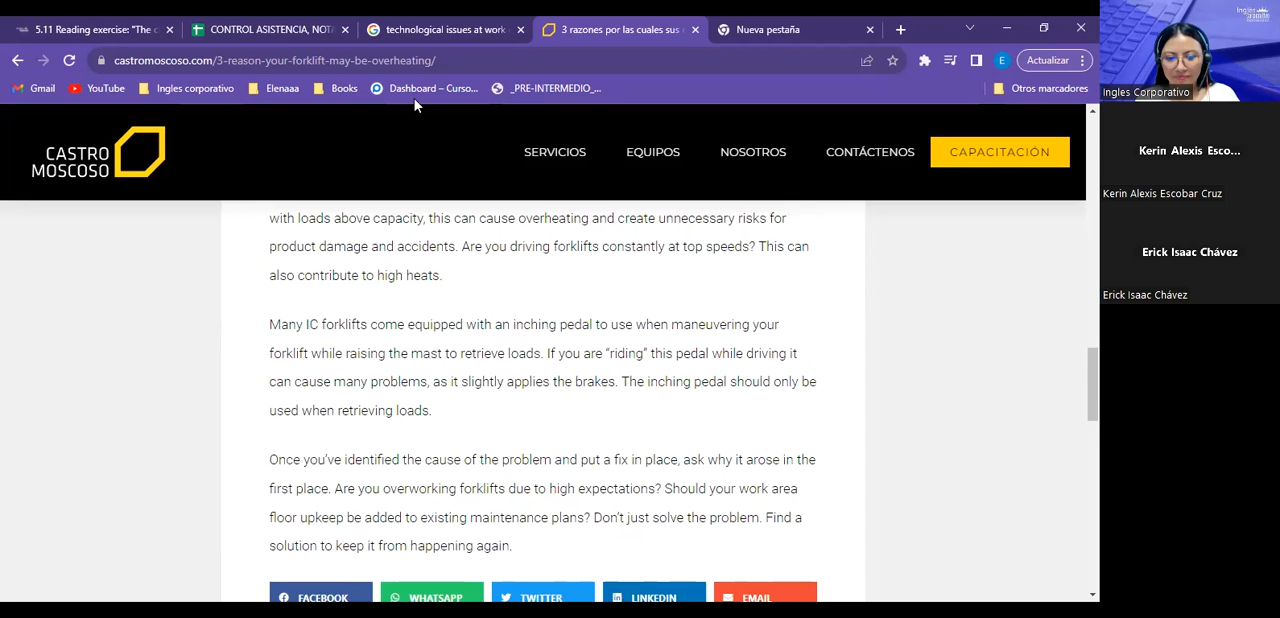 5.11 Reading exercise: "The c
CONTROL ASISTENCIA, NOTA
technological issues at work
3 razones por las cuales sus
Nueva pestaña
castromoscoso.com/3-reason-your-forklift-may-be-overheating/
Actualizar
E
Gmail
YouTube
Ingles corporativo
Elenaaa
Books
Dashboard – Curso...
_PRE-INTERMEDIO_...
Otros marcadores
CASTRO
MOSCOSO
SERVICIOS
EQUIPOS
NOSOTROS
CONTÁCTENOS
CAPACITACIÓN
with loads above capacity, this can cause overheating and create unnecessary risks for
product damage and accidents. Are you driving forklifts constantly at top speeds? This can
also contribute to high heats.
Many IC forklifts come equipped with an inching pedal to use when maneuvering your
forklift while raising the mast to retrieve loads. If you are “riding” this pedal while driving it
can cause many problems, as it slightly applies the brakes. The inching pedal should only be
used when retrieving loads.
Once you’ve identified the cause of the problem and put a fix in place, ask why it arose in the
first place. Are you overworking forklifts due to high expectations? Should your work area
floor upkeep be added to existing maintenance plans? Don’t just solve the problem. Find a
solution to keep it from happening again.
FACEBOOK
WHATSAPP
TWITTER
LINKEDIN
EMAIL
Ingles Corporativo
Kerin Alexis Esco...
Kerin Alexis Escobar Cruz
Erick Isaac Chávez
Erick Isaac Chávez